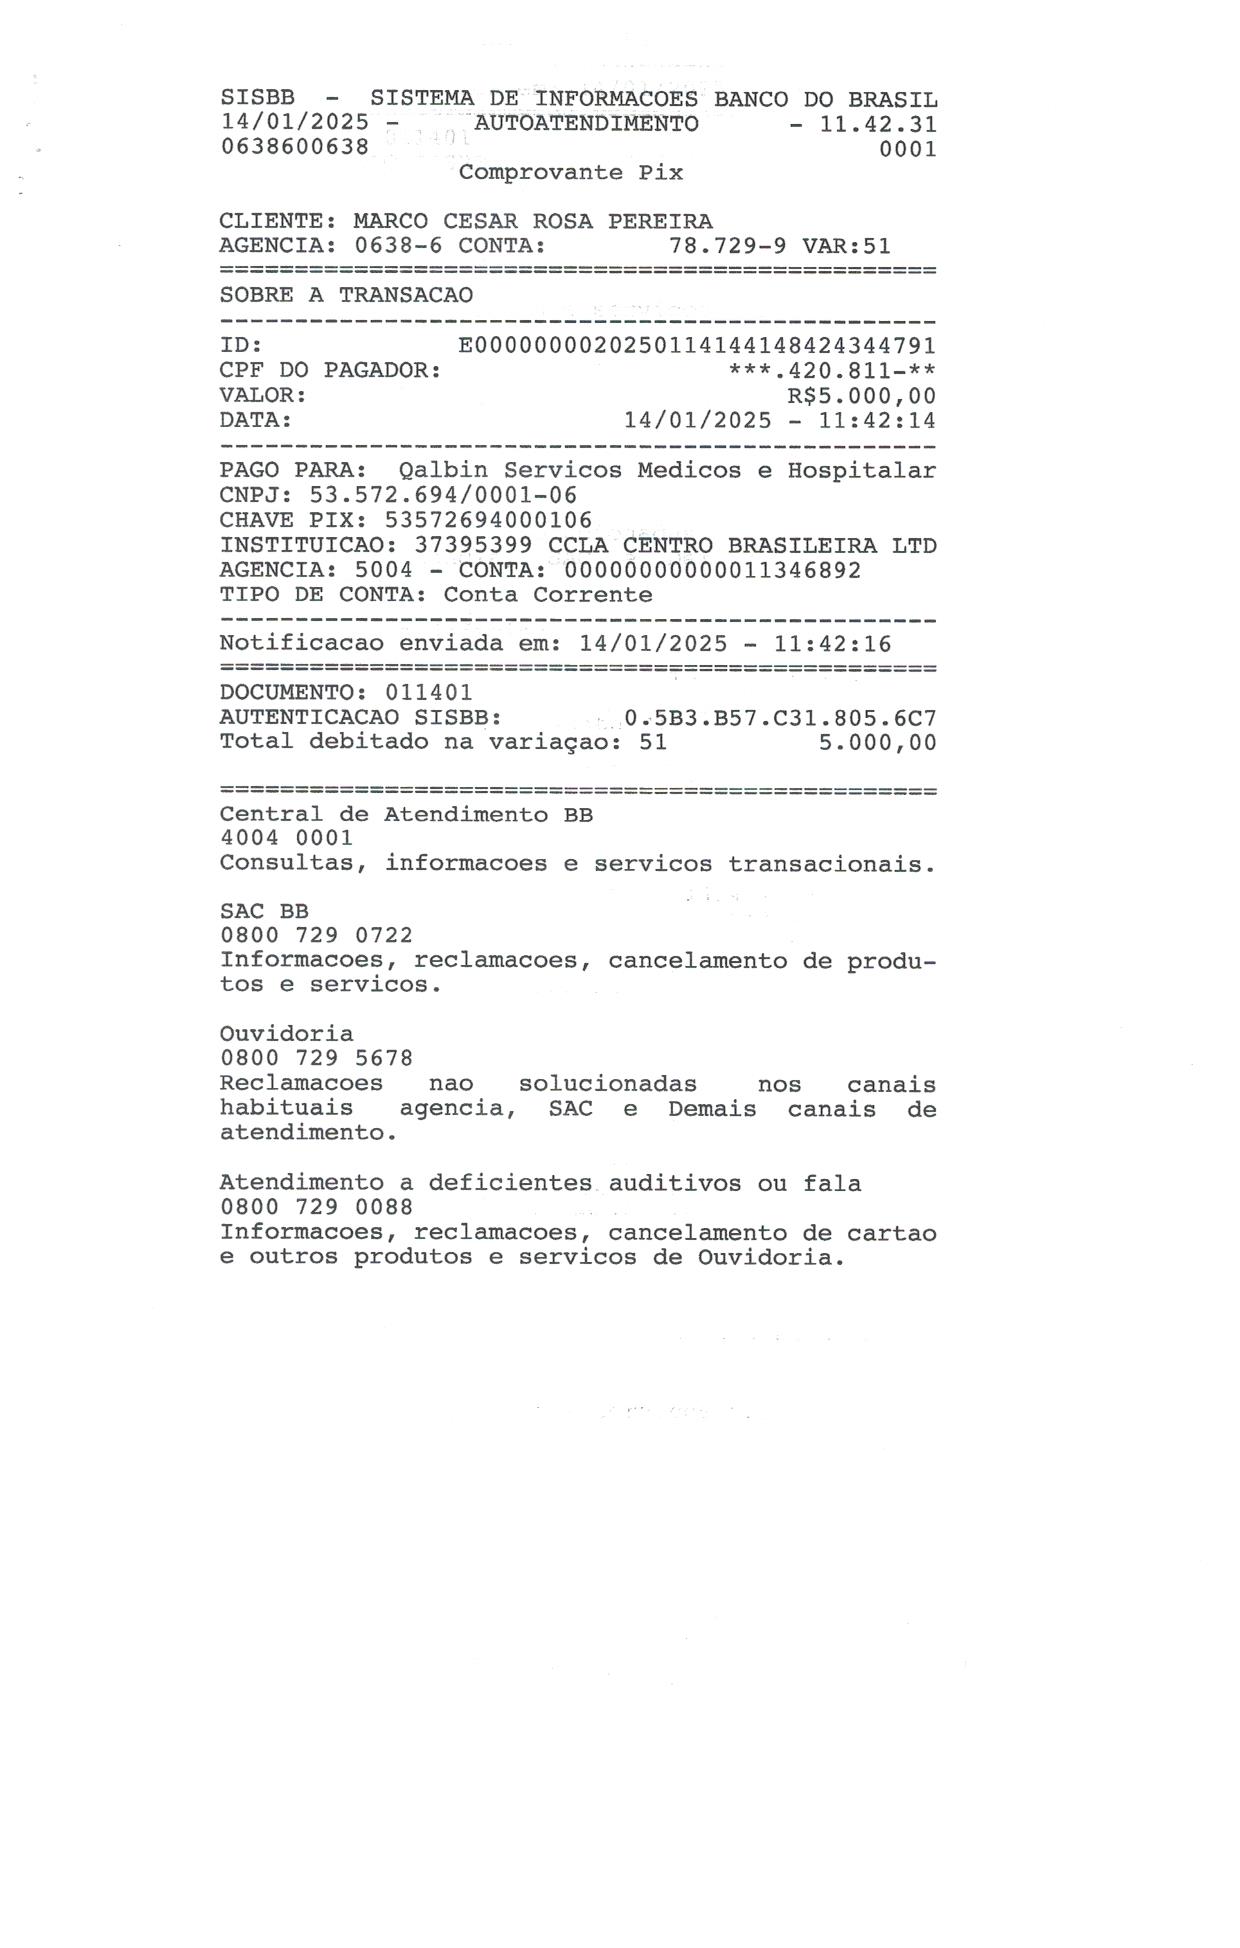 SISBB - SISTEMA DE INFORMACOES BANCO DO BRASIL
14/01/2025 - AUTOATENDIMENTO - 11.42.31
0638600638 0001
Comprovante Pix
CLIENTE: MARCO CESAR ROSA PEREIRA
AGENCIA: 0638-6 CONTA: 78.729-9 VAR:51
================================================
SOBRE A TRANSACAO
------------------------------------------------
ID: E0000000020250114144148424344791
CPF DO PAGADOR: ***.420.811-**
VALOR: R$5.000,00
DATA: 14/01/2025 - 11:42:14
------------------------------------------------
PAGO PARA: Qalbin Servicos Medicos e Hospitalar
CNPJ: 53.572.694/0001-06
CHAVE PIX: 53572694000106
INSTITUICAO: 37395399 CCLA CENTRO BRASILEIRA LTD
AGENCIA: 5004 - CONTA: 00000000000011346892
TIPO DE CONTA: Conta Corrente
------------------------------------------------
Notificacao enviada em: 14/01/2025 - 11:42:16
================================================
DOCUMENTO: 011401
AUTENTICACAO SISBB: 0.5B3.B57.C31.805.6C7
Total debitado na variaçao: 51 5.000,00
================================================
Central de Atendimento BB
4004 0001
Consultas, informacoes e servicos transacionais.
SAC BB
0800 729 0722
Informacoes, reclamacoes, cancelamento de produ-
tos e servicos.
Ouvidoria
0800 729 5678
Reclamacoes nao solucionadas nos canais
habituais agencia, SAC e Demais canais de
atendimento.
Atendimento a deficientes auditivos ou fala
0800 729 0088
Informacoes, reclamacoes, cancelamento de cartao
e outros produtos e servicos de Ouvidoria.